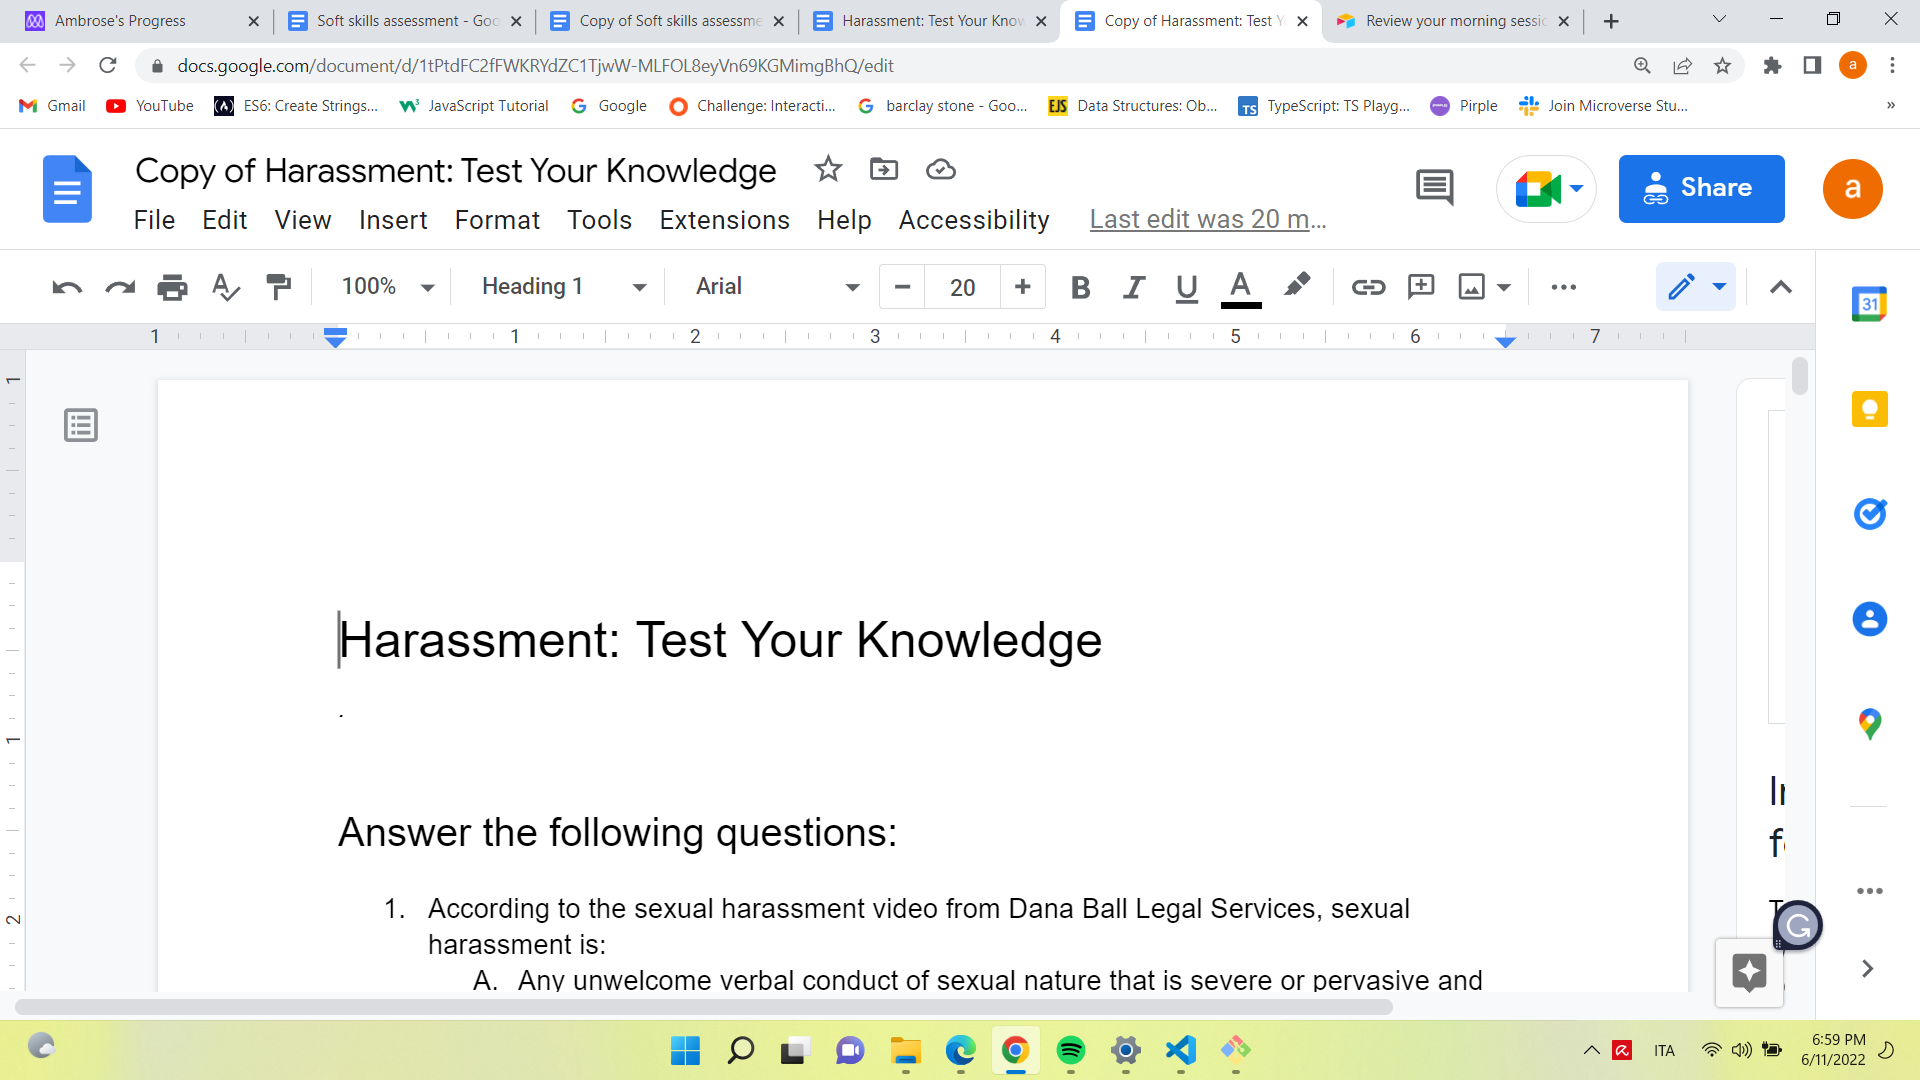 Ambrose's Progress
Soft skills assessment - Goo
Copy of Soft skills assessme
Harassment: Test Your Know
Copy of Harassment: Test Y
Review your morning sessio
docs.google.com/document/d/1tPtdFC2fFWKRYdZC1TjwW-MLFOL8eyVn69KGMimgBhQ/edit
a
Gmail
YouTube
ES6: Create Strings...
JavaScript Tutorial
Google
Challenge: Interacti...
barclay stone - Goo...
EJS
Data Structures: Ob...
TS
TypeScript: TS Playg...
Pirple
Join Microverse Stu...
»
Copy of Harassment: Test Your Knowledge
Share
a
File Edit View Insert Format Tools Extensions Help Accessibility
Last edit was 20 m...
100%
Heading 1
Arial
− 20 +
B I U A
31
1 1 2 3 4 5 6 7
1
1
2
Harassment: Test Your Knowledge
.
Answer the following questions:
1. According to the sexual harassment video from Dana Ball Legal Services, sexual
harassment is:
A. Any unwelcome verbal conduct of sexual nature that is severe or pervasive and
ITA
6:59 PM
6/11/2022